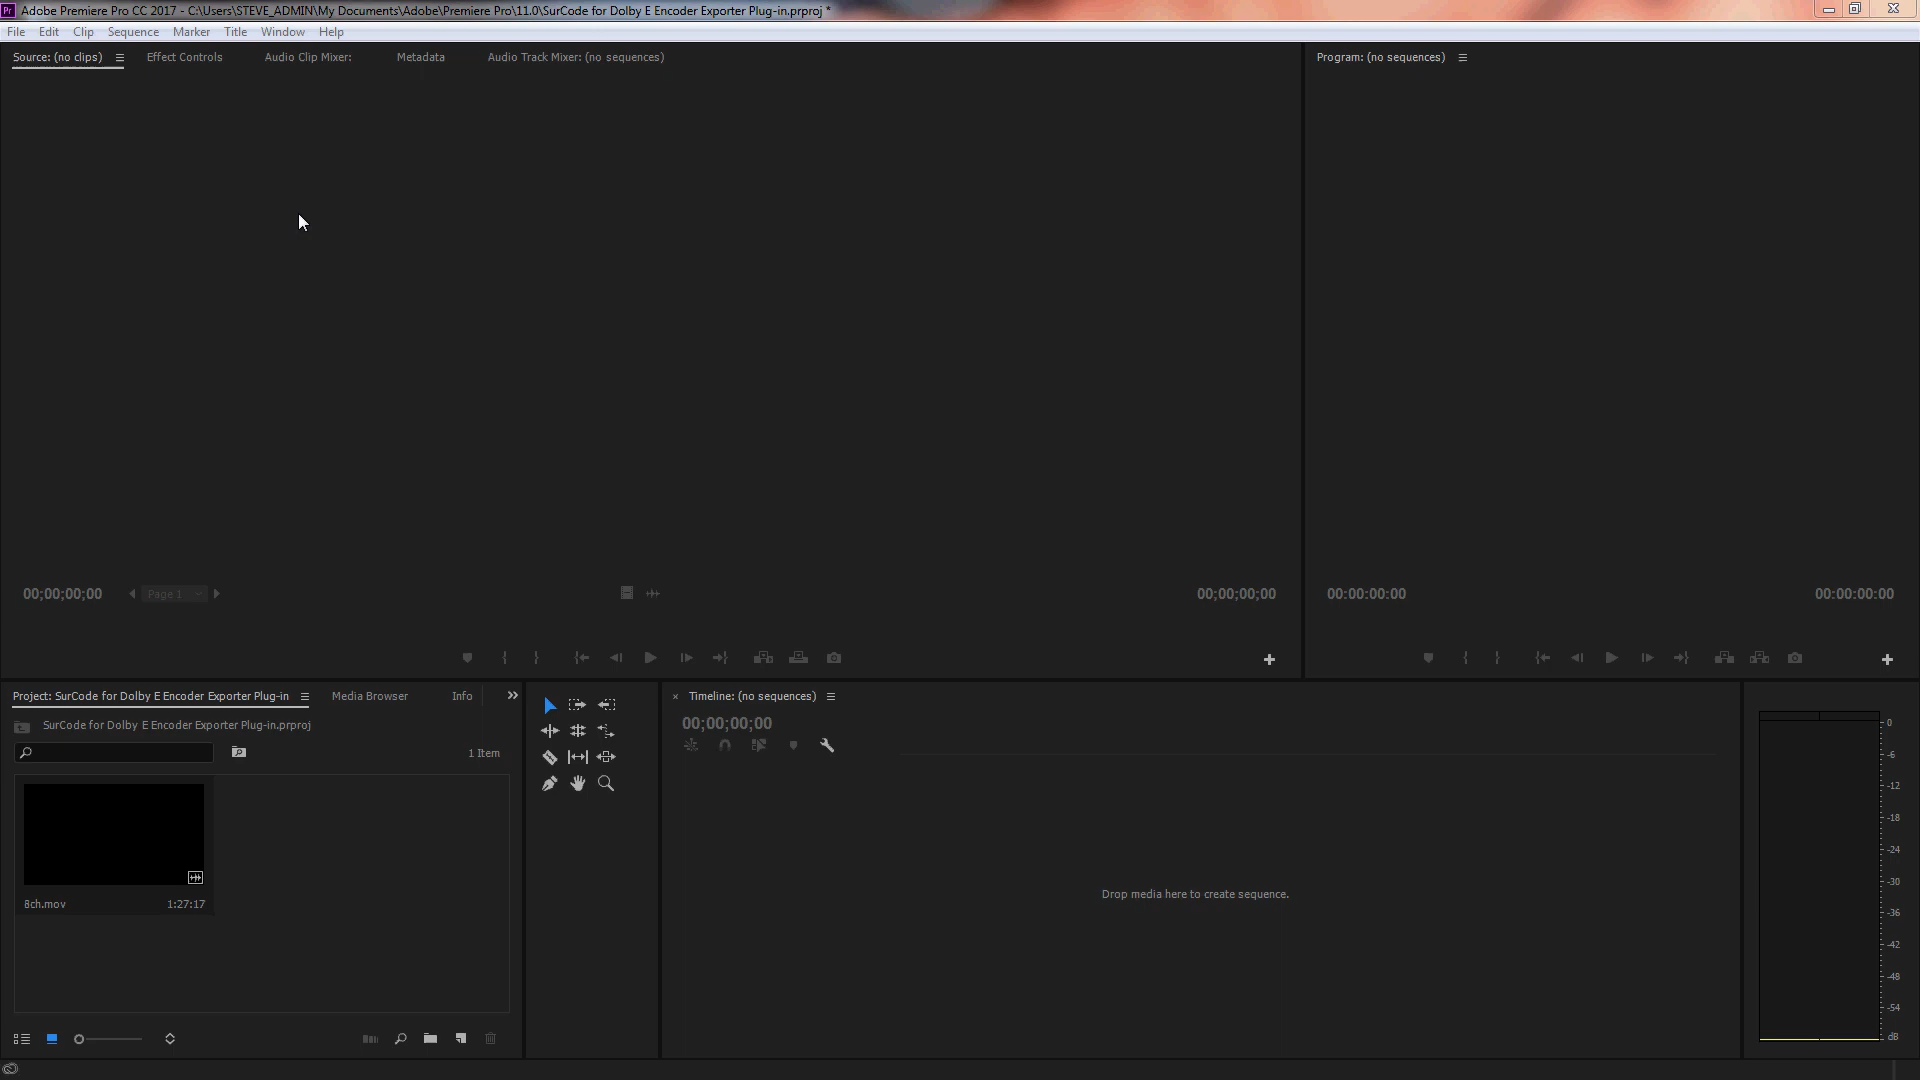 Pr Adobe Premiere Pro CC 2017 - C:\Users\STEVE_ADMIN\My Documents\Adobe\Premiere Pro\11.0\SurCode for Dolby E Encoder Exporter Plug-in.prproj *
File Edit Clip Sequence Marker Title Window Help
Source: (no clips) Effect Controls Audio Clip Mixer: Metadata Audio Track Mixer: (no sequences) Program: (no sequences)
00;00;00;00 Page 1 00;00;00;00 00:00:00:00 00:00:00:00
Project: SurCode for Dolby E Encoder Exporter Plug-in Media Browser Info
SurCode for Dolby E Encoder Exporter Plug-in.prproj
1 Item
8ch.mov 1:27:17
Timeline: (no sequences)
00;00;00;00
Drop media here to create sequence.
0
-6
-12
-18
-24
-30
-36
-42
-48
-54
dB